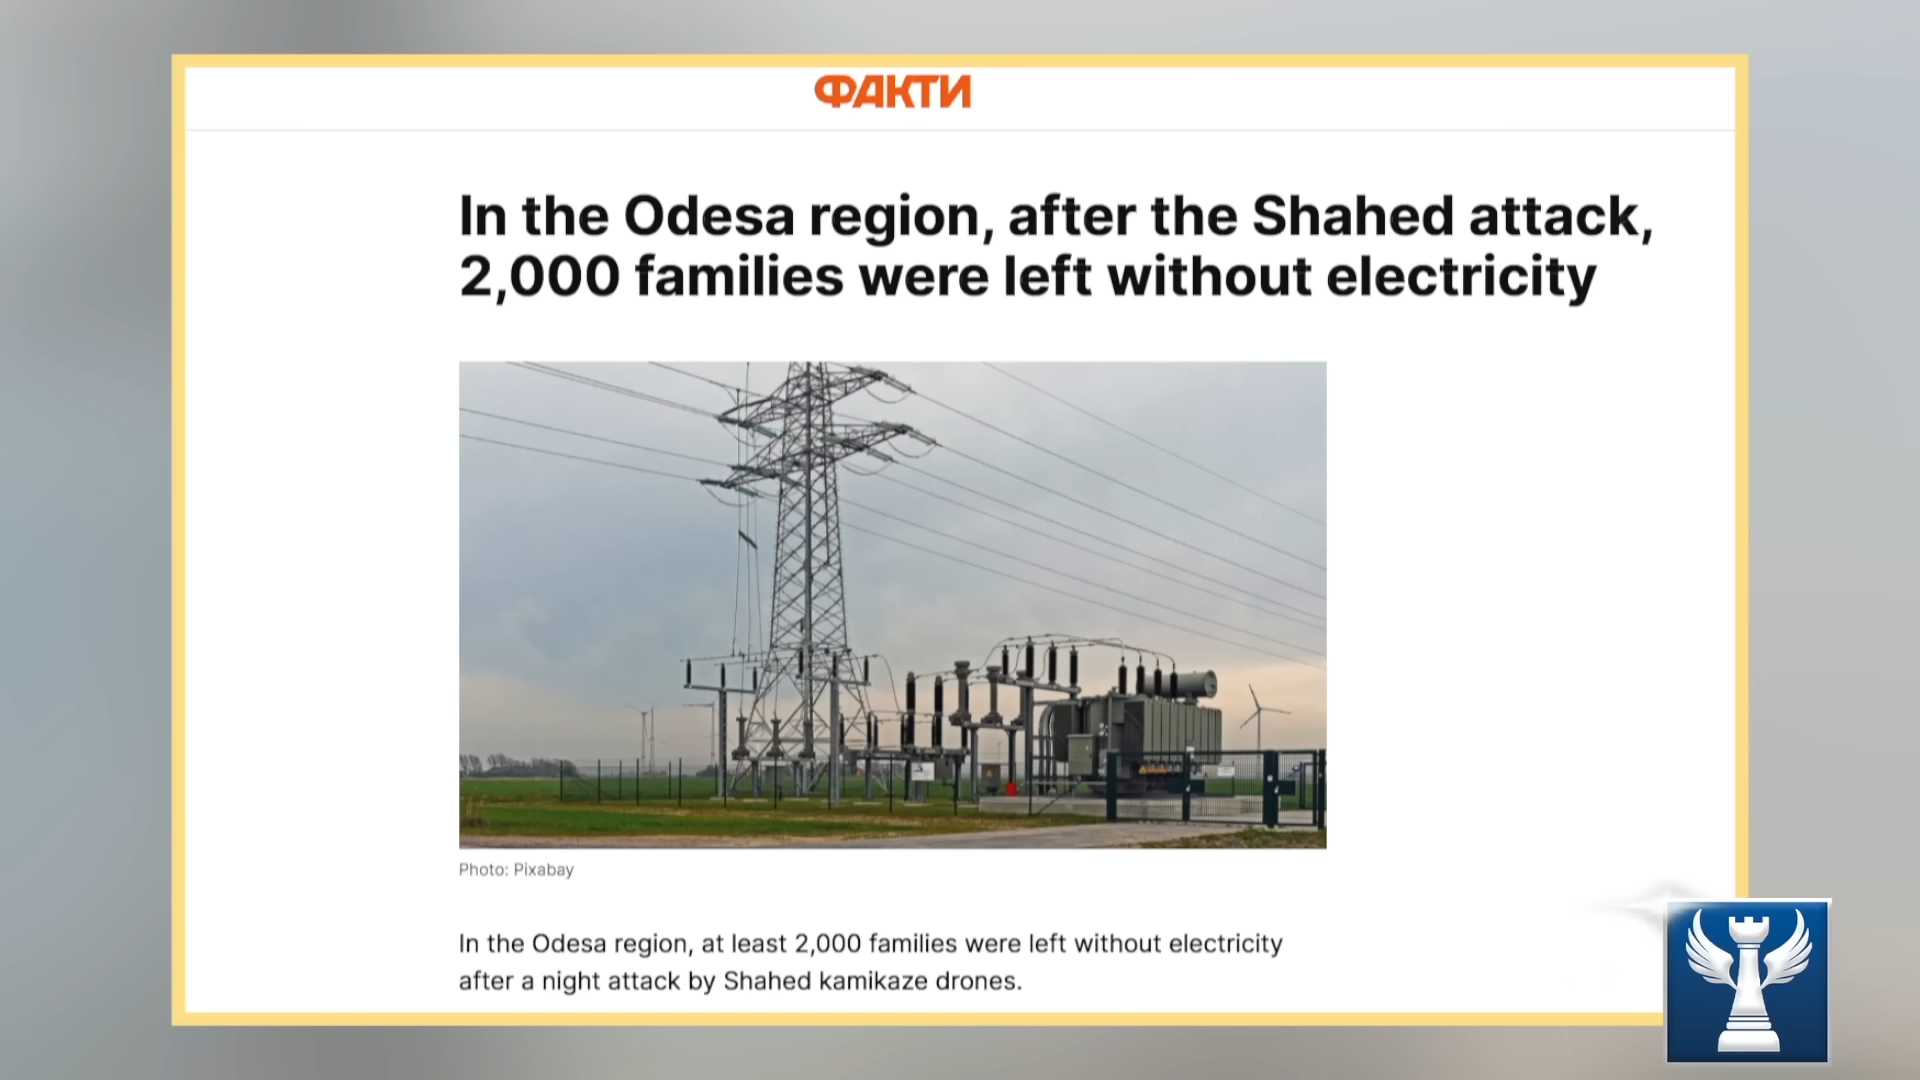 ФАКТИ
In the Odesa region, after the Shahed attack,
2,000 families were left without electricity
Photo: Pixabay
In the Odesa region, at least 2,000 families were left without electricity
after a night attack by Shahed kamikaze drones.